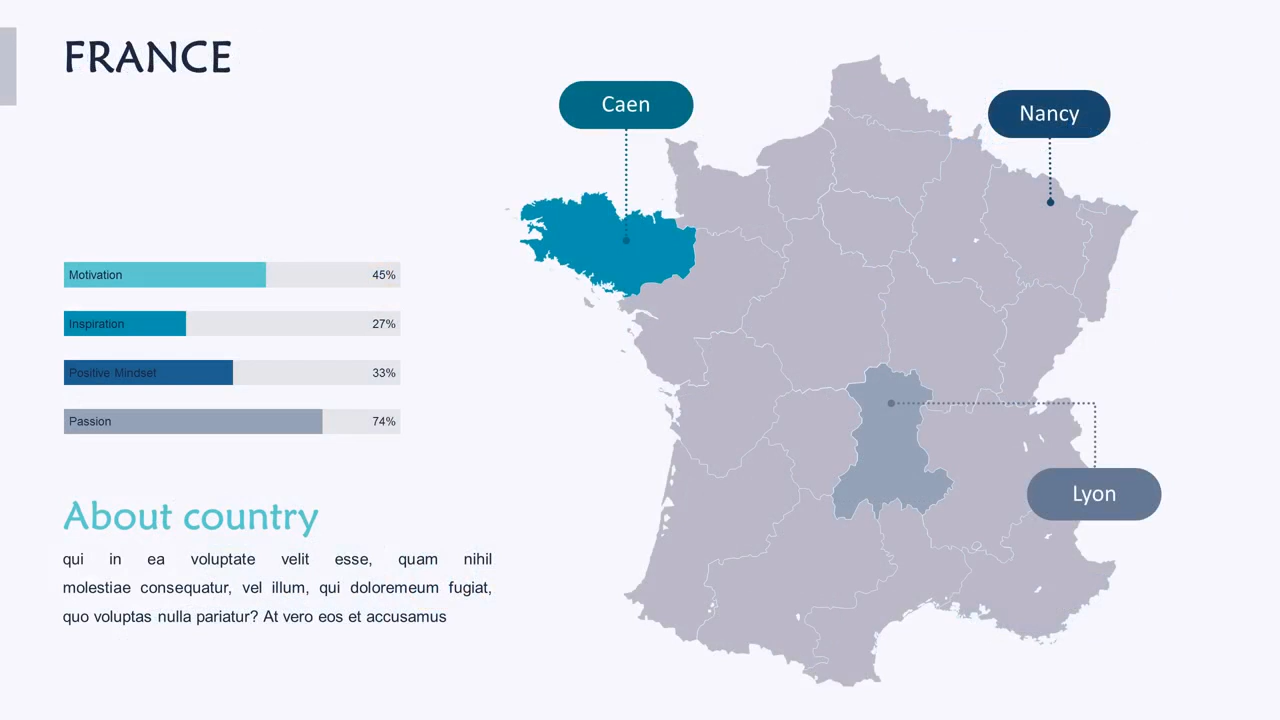 FRANCE
Caen
Nancy
Motivation 45%
Inspiration 27%
Positive Mindset 33%
Passion 74%
Lyon
About country
qui in ea voluptate velit esse, quam nihil
molestiae consequatur, vel illum, qui doloremeum fugiat,
quo voluptas nulla pariatur? At vero eos et accusamus